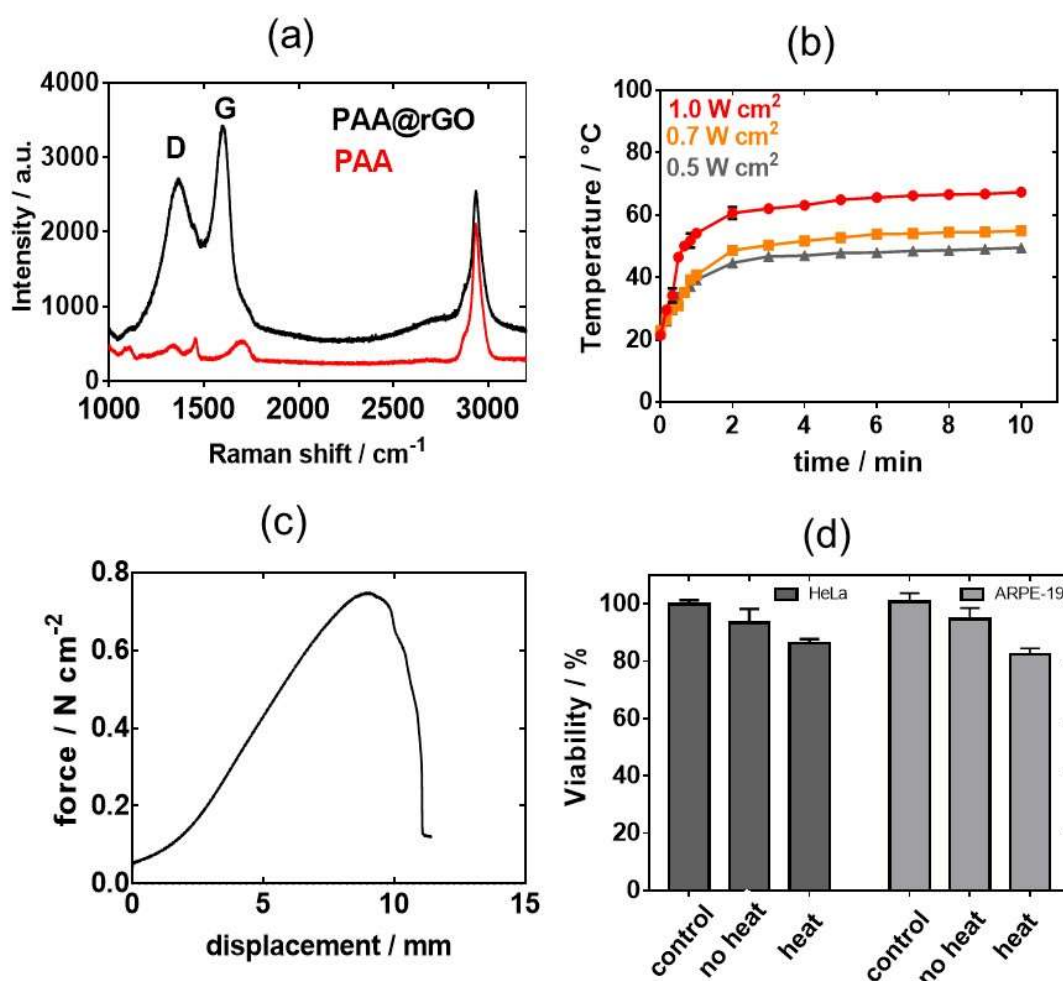 (a)
4000
3000
2000
1000
0
Intensity / a.u.
D
G
PAA@rGO
PAA
1000 1500 2000 2500 3000
Raman shift / cm-1
(b)
100
80
60
40
20
0
Temperature / °C
1.0 W cm2
0.7 W cm2
0.5 W cm2
0 2 4 6 8 10
time / min
(c)
0.8
0.6
0.4
0.2
0.0
force / N cm-2
0 5 10 15
displacement / mm
(d)
100
80
60
40
20
0
Viability / %
HeLa
ARPE-19
control no heat heat control no heat heat